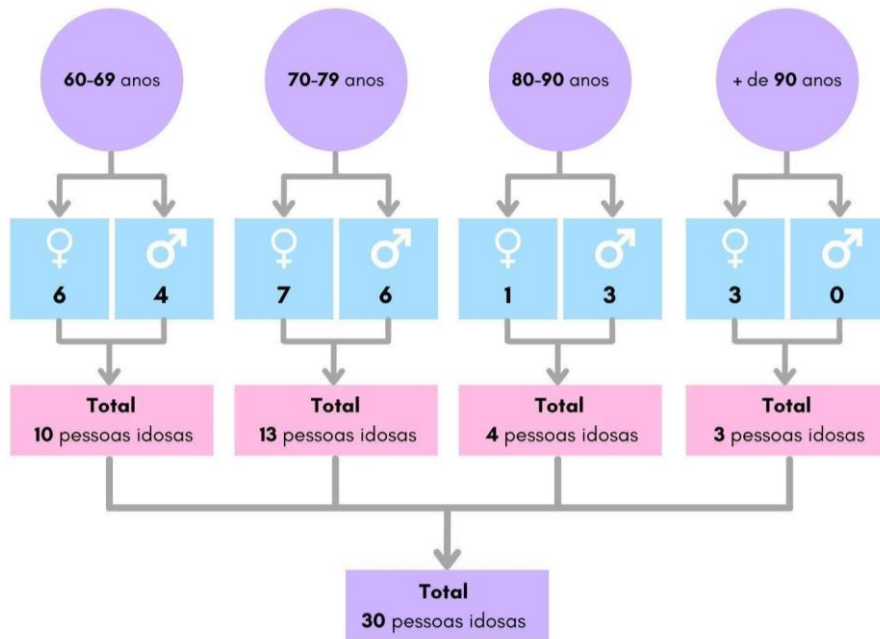 60-69 anos
70-79 anos
80-90 anos
+ de 90 anos
6
4
7
6
1
3
3
0
Total
10 pessoas idosas
Total
13 pessoas idosas
Total
4 pessoas idosas
Total
3 pessoas idosas
Total
30 pessoas idosas